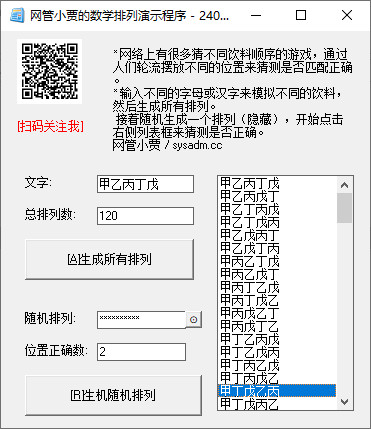 网管小贾的数学排列演示程序 - 240...
*网络上有很多猜不同饮料顺序的游戏，通过
人们轮流摆放不同的位置来猜测是否匹配正确
。
*输入不同的字母或汉字来模拟不同的饮料，
然后生成所有排列。
接着随机生成一个排列（隐藏），开始点击
右侧列表框来猜测是否正确。
网管小贾 / sysadm.cc
[扫码关注我]
文字:
甲乙丙丁戊
总排列数:
120
[A]生成所有排列
随机排列:
**********
位置正确数:
2
[R]生机随机排列
甲乙丙丁戊
甲乙丙戊丁
甲乙丁丙戊
甲乙丁戊丙
甲乙戊丙丁
甲乙戊丁丙
甲丙乙丁戊
甲丙乙戊丁
甲丙丁乙戊
甲丙丁戊乙
甲丙戊乙丁
甲丙戊丁乙
甲丁乙丙戊
甲丁乙戊丙
甲丁丙乙戊
甲丁丙戊乙
甲丁戊乙丙
甲丁戊丙乙